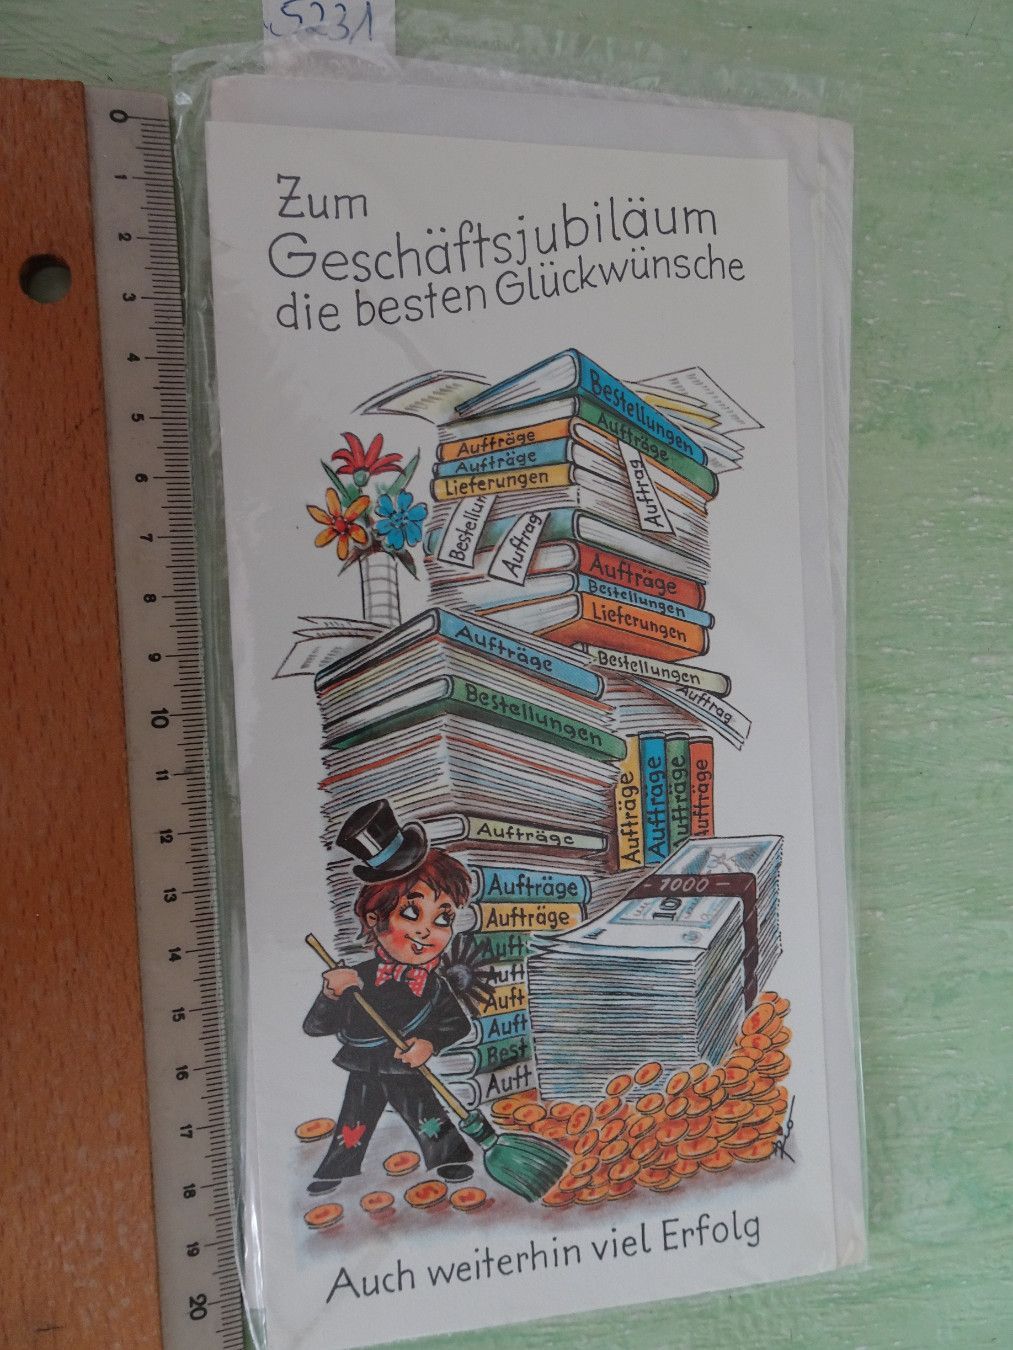 5231
Zum
Geschäftsjubiläum
die besten Glückwünsche
Bestellungen
Aufträge
Aufträge
Aufträge
Lieferungen
Auftrag
Bestellun
Auftrag
Aufträge
Bestellungen
Lieferungen
Bestellungen
Auftrag
Aufträge
Bestellungen
Aufträge
Aufträge
Aufträge
Aufträge
Aufträge
- 1000 -
Aufträge
Aufträge
Auft
Auft
Auft
Auft
Best
Auft
Auch weiterhin viel Erfolg
0
1
2
3
4
5
6
7
8
9
10
11
12
13
14
15
16
17
18
19
20